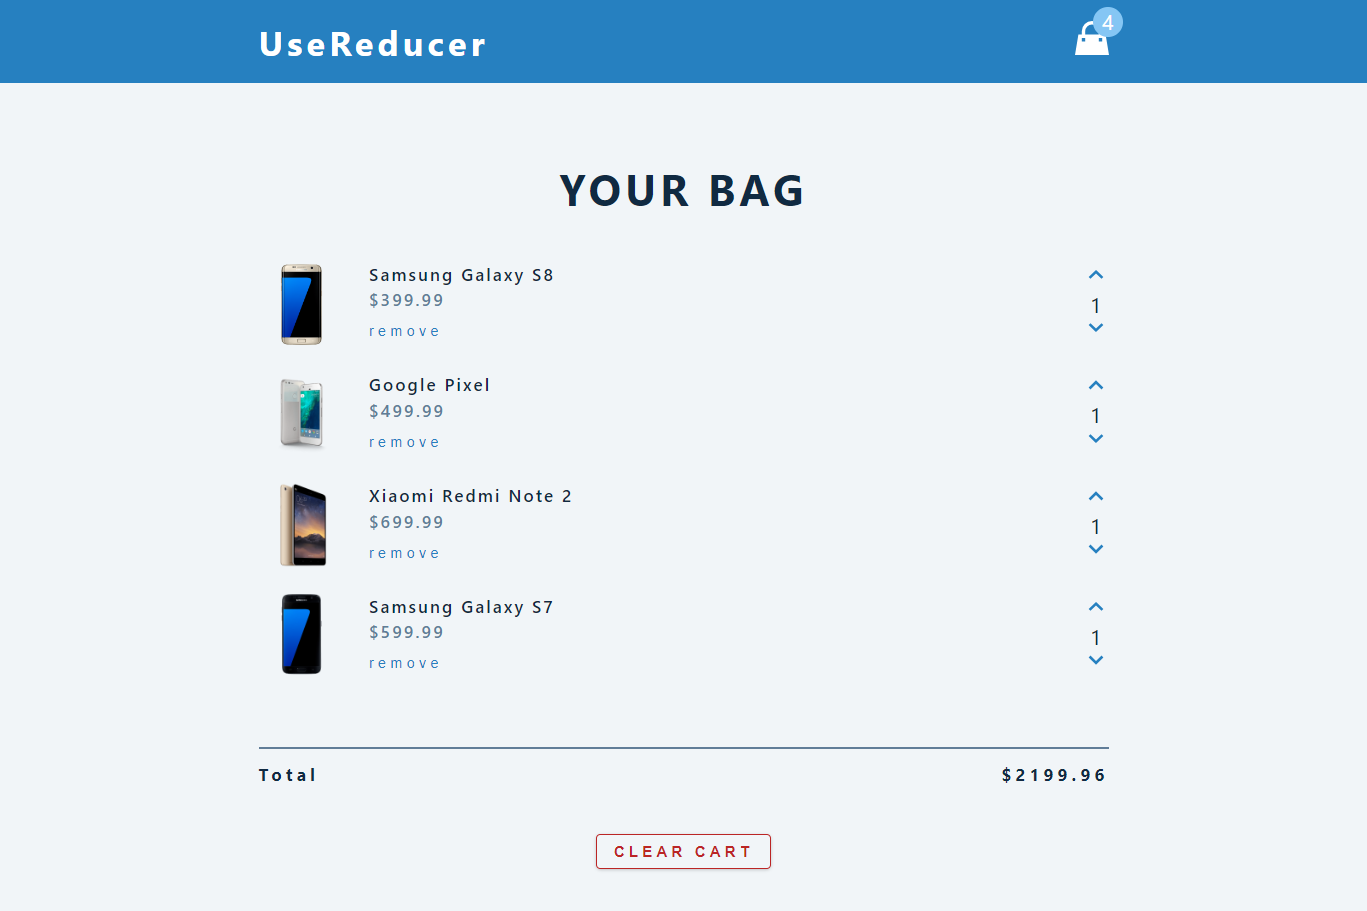 UseReducer
4
YOUR BAG
Samsung Galaxy S8
$399.99
remove
1
Google Pixel
$499.99
remove
1
Xiaomi Redmi Note 2
$699.99
remove
1
Samsung Galaxy S7
$599.99
remove
1
Total $2199.96
CLEAR CART